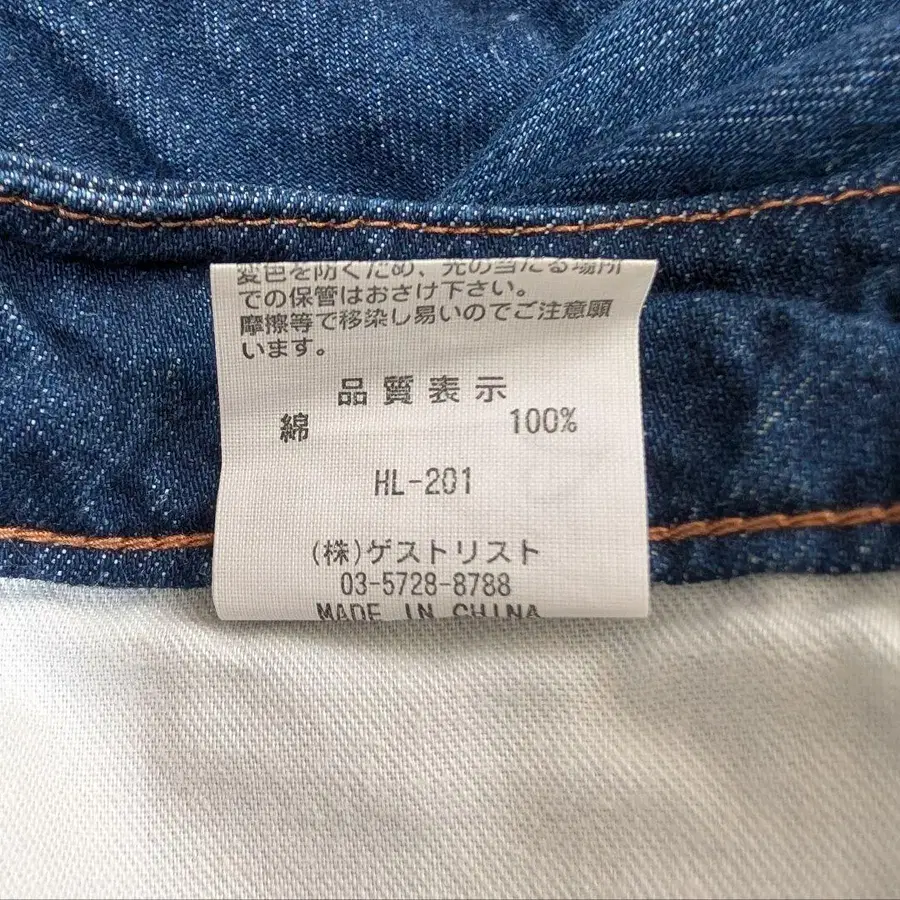 変色を防ぐため、光の当たる場所
での保管はおさけ下さい。
摩擦等で移染し易いのでご注意願
います。
品質表示
綿 100%
HL-201
(株)ゲストリスト
03-5728-8788
MADE IN CHINA